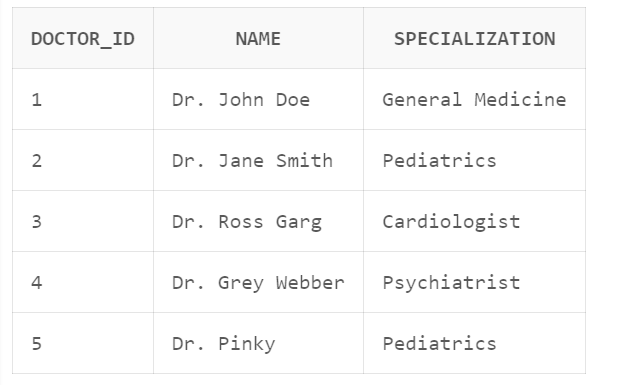 DOCTOR_ID NAME SPECIALIZATION
1 Dr. John Doe General Medicine
2 Dr. Jane Smith Pediatrics
3 Dr. Ross Garg Cardiologist
4 Dr. Grey Webber Psychiatrist
5 Dr. Pinky Pediatrics